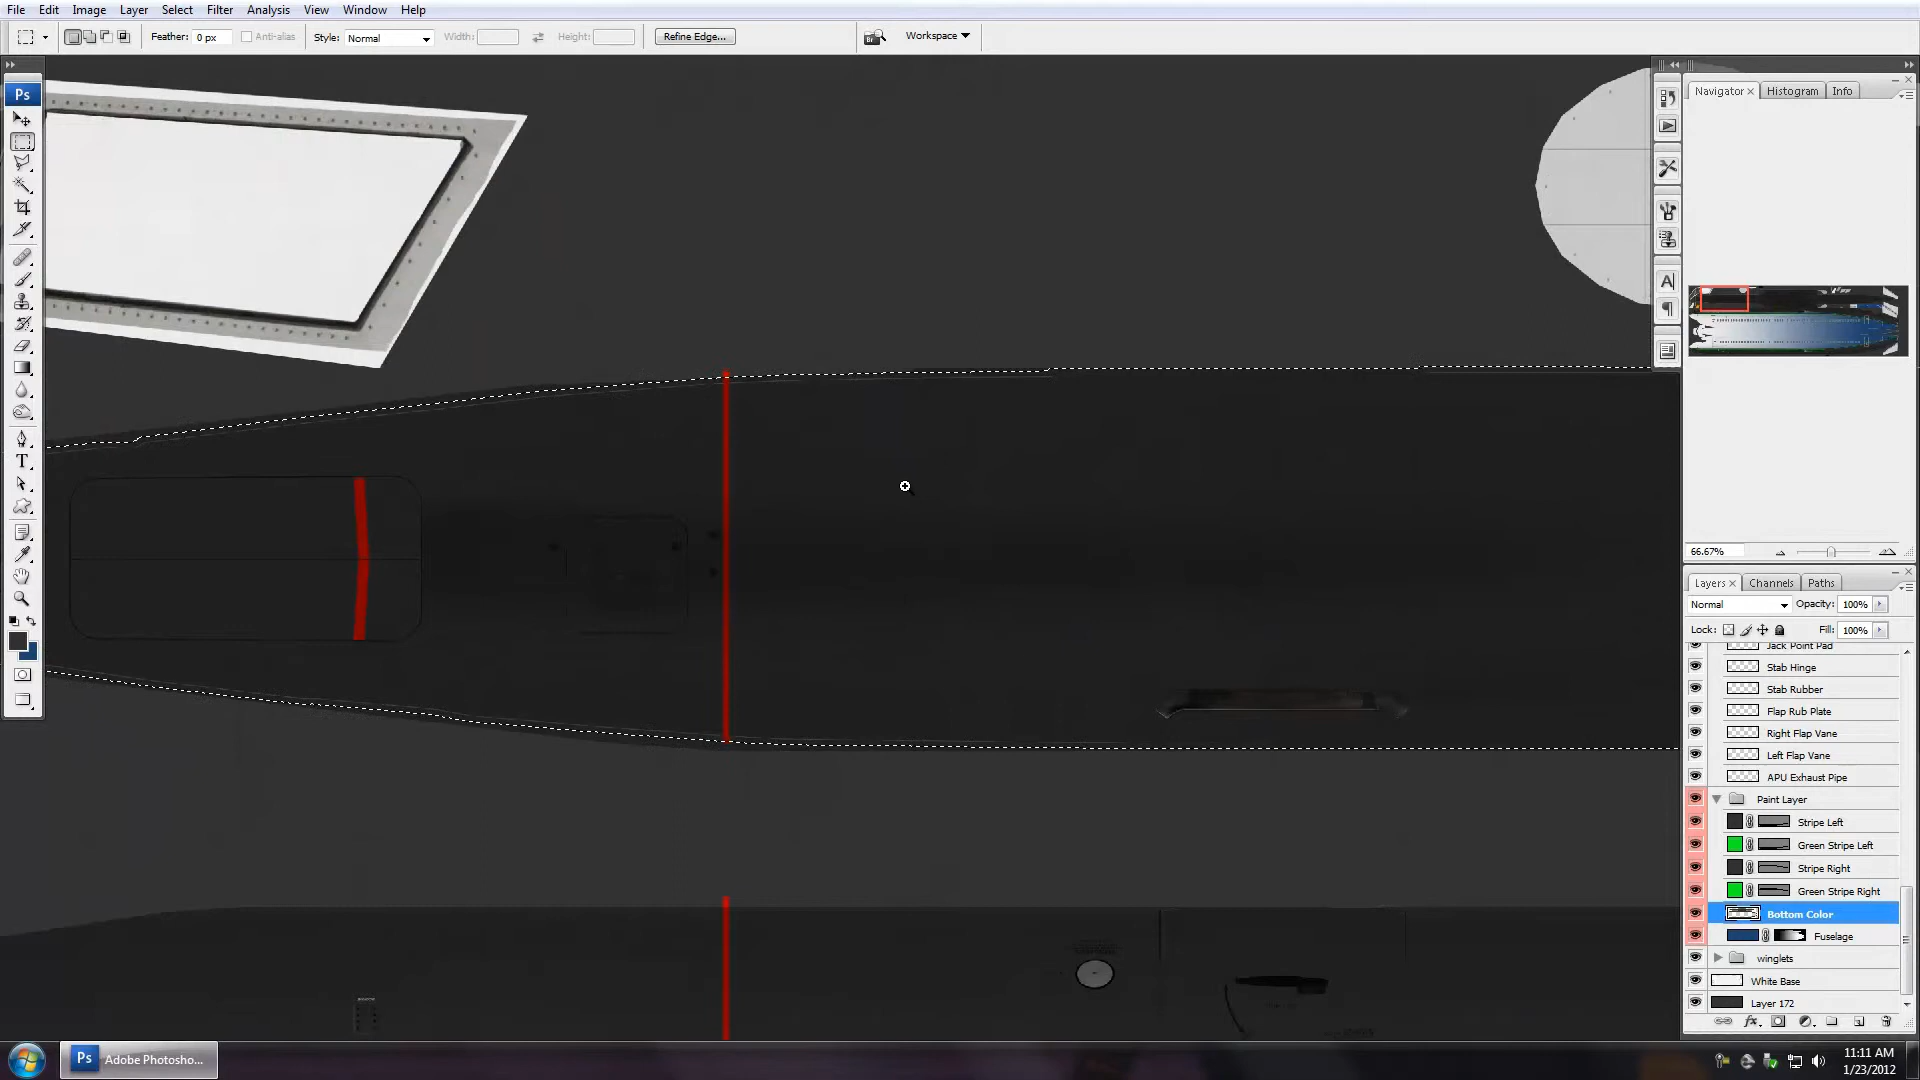 File Edit Image Layer Select Filter Analysis View Window Help
Feather: 0 px Anti-alias Style: Normal Width: Height: Refine Edge... Br Workspace
Ps
Navigator Histogram Info
T
A
66.67%
Layers Channels Paths
Normal Opacity: 100%
Lock: Fill: 100%
Jack Point Pad
Stab Hinge
Stab Rubber
Flap Rub Plate
Right Flap Vane
Left Flap Vane
APU Exhaust Pipe
Paint Layer
Stripe Left
Green Stripe Left
Stripe Right
Green Stripe Right
Bottom Color
Fuselage
winglets
White Base
Layer 172
fx
Ps Adobe Photosho...
11:11 AM
1/23/2012